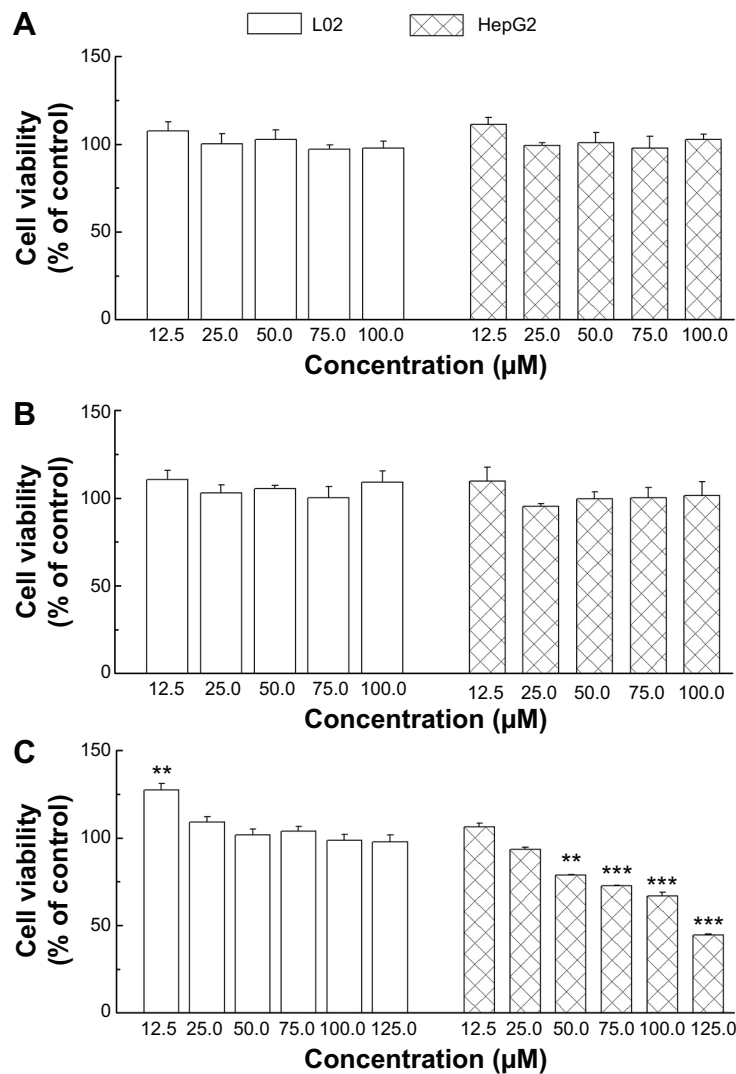 A
L02 HepG2
150
100
50
0
Cell viability
(% of control)
12.5 25.0 50.0 75.0 100.0 12.5 25.0 50.0 75.0 100.0
Concentration (µM)
B
150
100
50
0
Cell viability
(% of control)
12.5 25.0 50.0 75.0 100.0 12.5 25.0 50.0 75.0 100.0
Concentration (µM)
C
150
100
50
0
Cell viability
(% of control)
**
** *** *** ***
12.5 25.0 50.0 75.0 100.0 125.0 12.5 25.0 50.0 75.0 100.0 125.0
Concentration (µM)